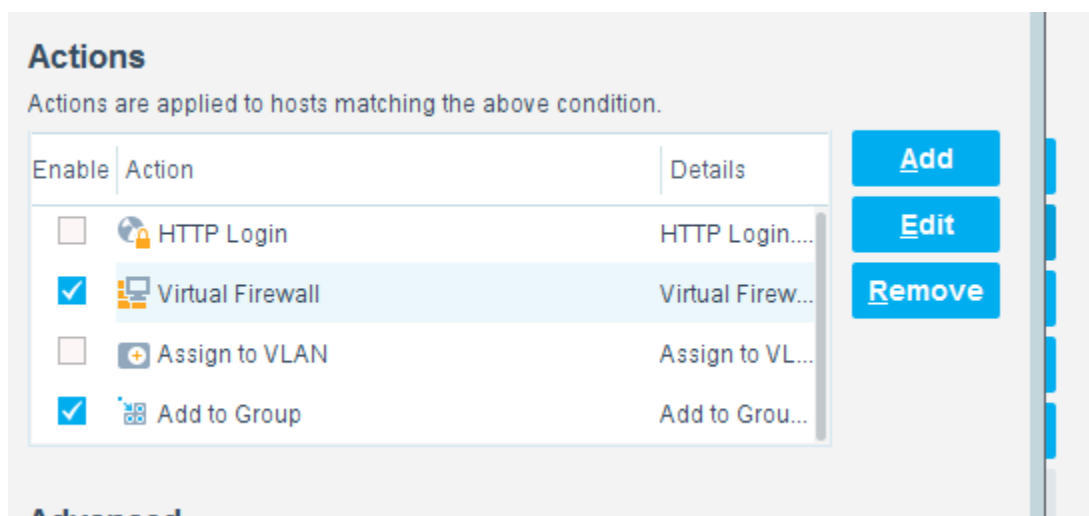 Actions
Actions are applied to hosts matching the above condition.
Enable Action Details
Add
HTTP Login HTTP Login....
Edit
Virtual Firewall Virtual Firew...
Remove
Assign to VLAN Assign to VL...
Add to Group Add to Grou...
Advanced